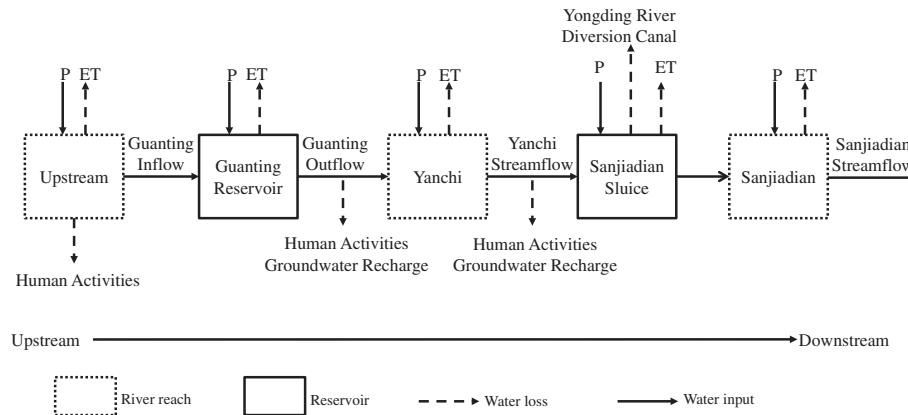 Yongding River
Diversion Canal
P
ET
P
ET
P
ET
P
ET
P
ET
Upstream
Guanting
Inflow
Guanting
Reservoir
Guanting
Outflow
Yanchi
Yanchi
Streamflow
Sanjiadian
Sluice
Sanjiadian
Sanjiadian
Streamflow
Human Activities
Human Activities
Groundwater Recharge
Human Activities
Groundwater Recharge
Upstream
Downstream
River reach
Reservoir
Water loss
Water input